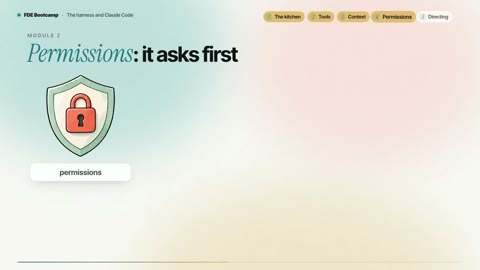 FDE Bootcamp · The harness and Claude Code
The kitchen
Tools
Context
Permissions
Directing
MODULE 2
Permissions: it asks first
permissions